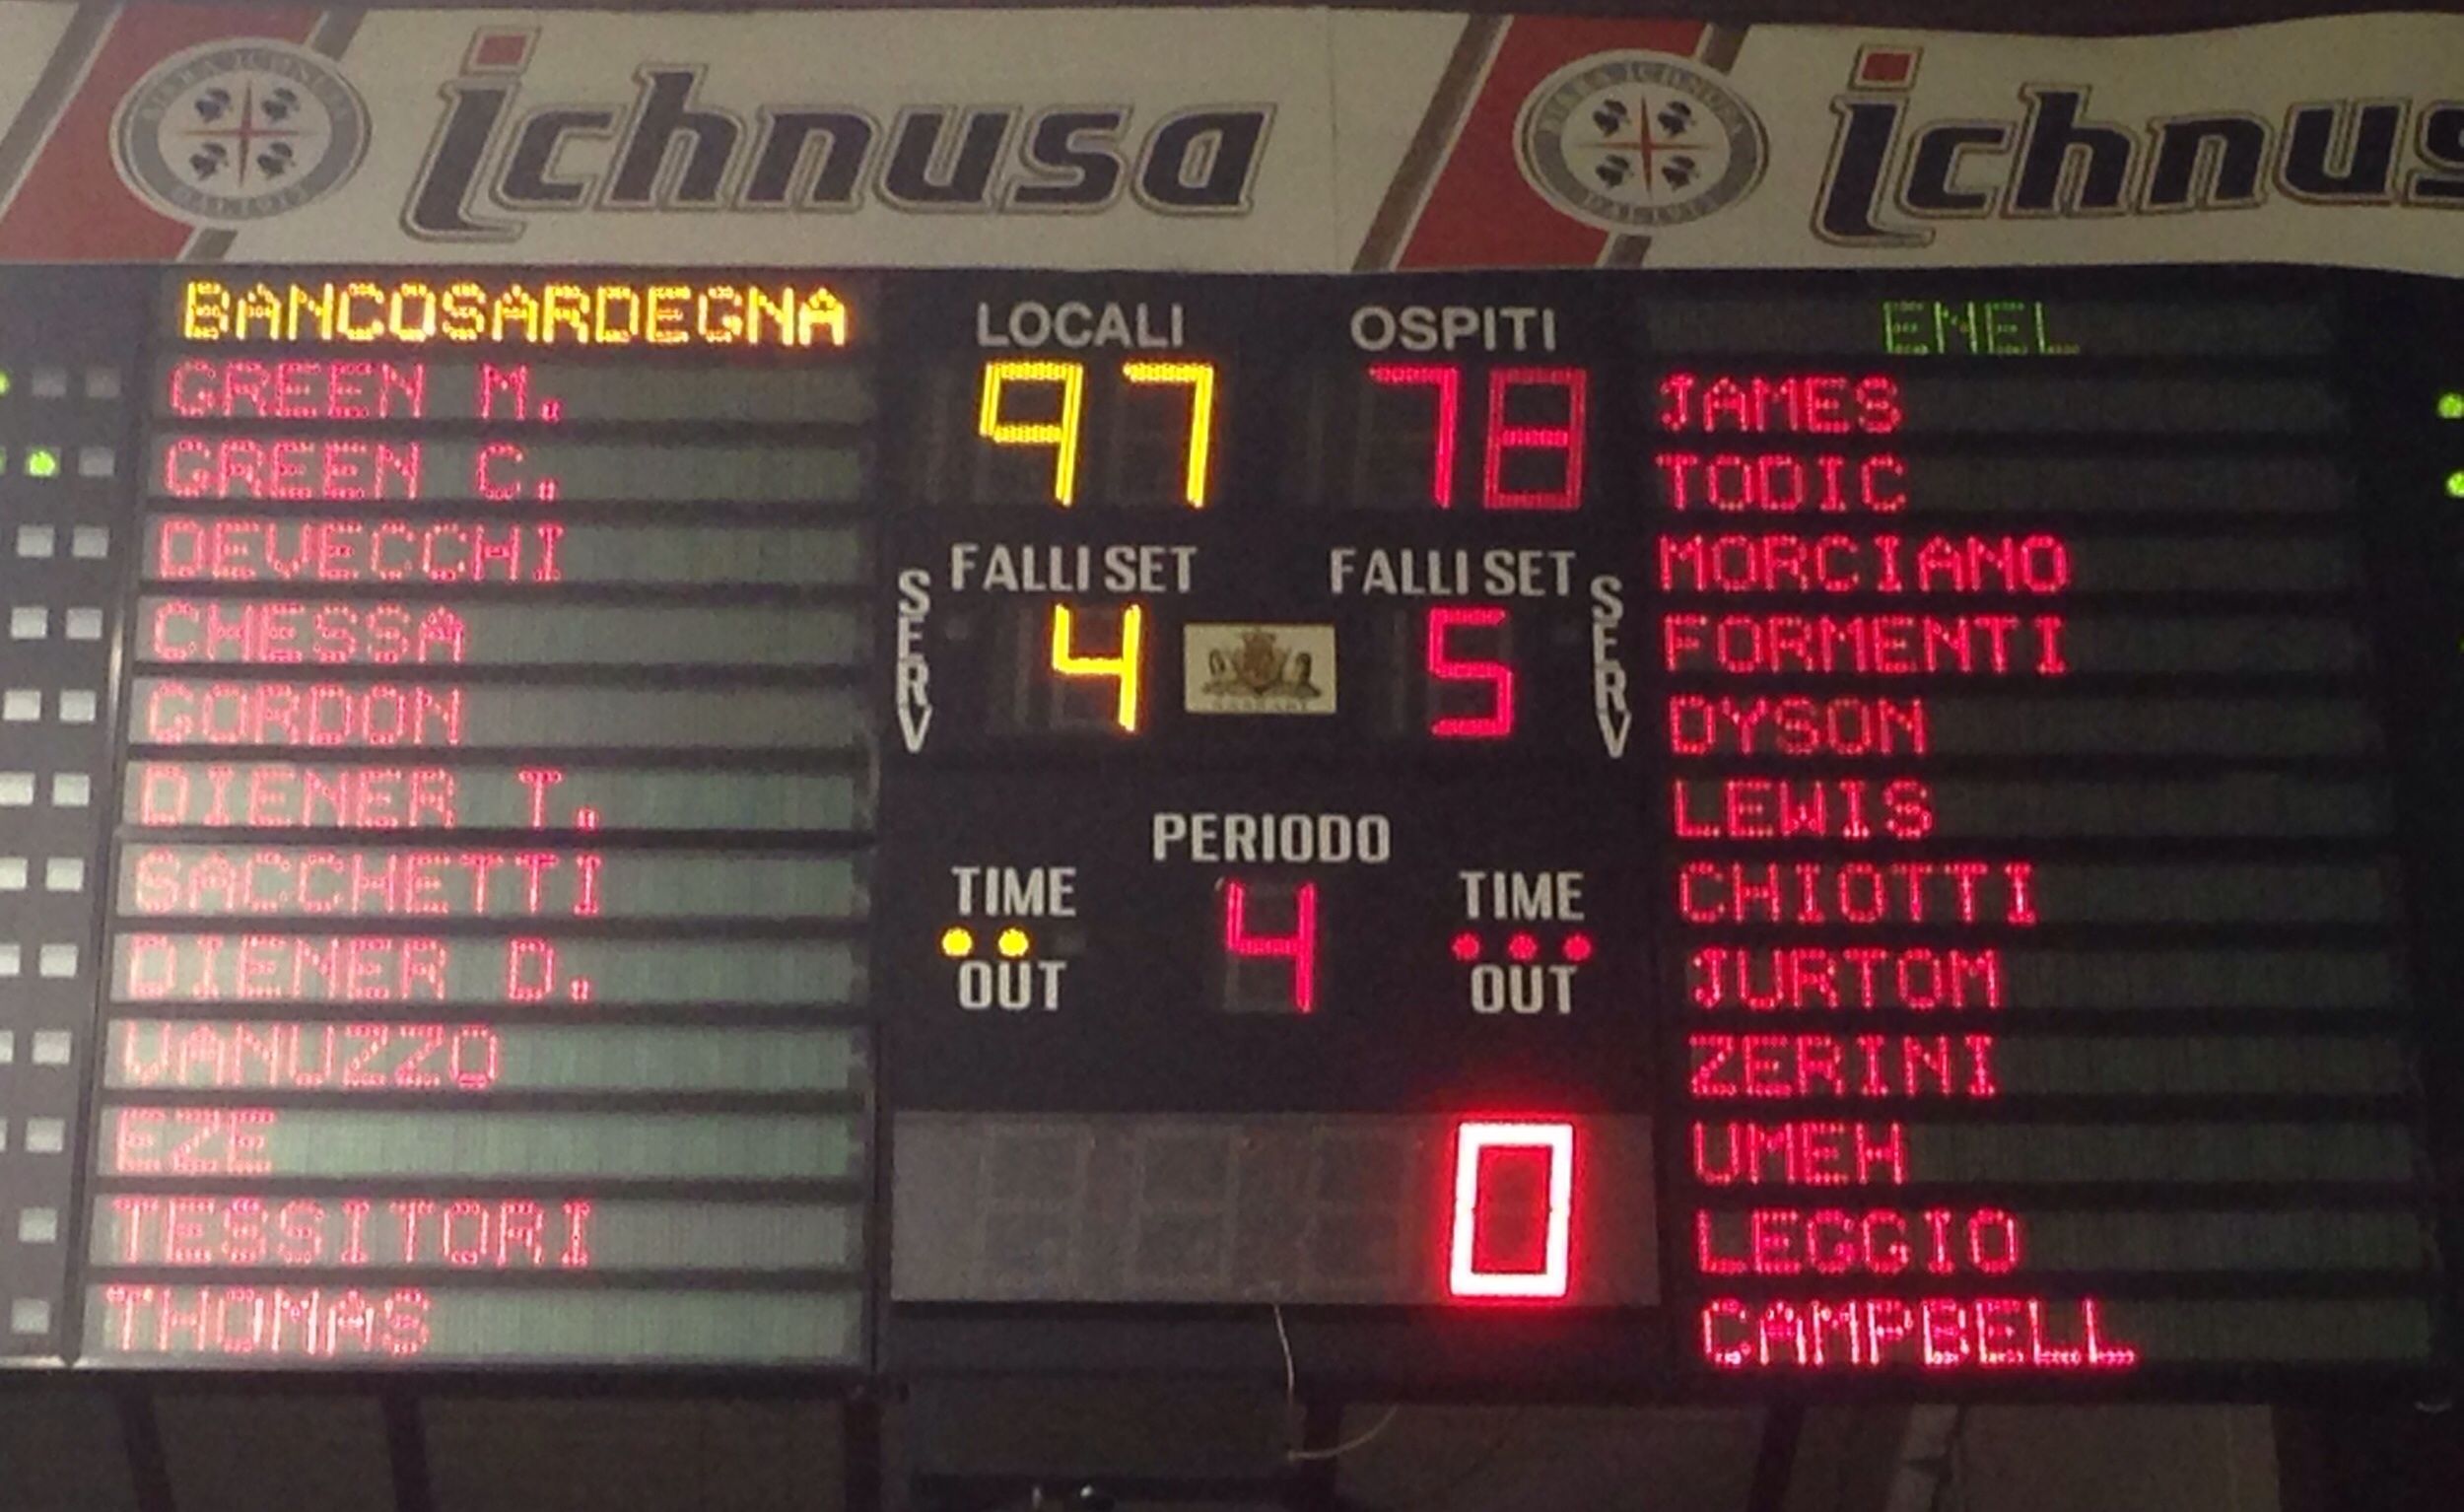 ichnusa
ichnus
BANCOSARDEGNA
GREEN M.
GREEN C.
DEVECCHI
CHESSA
GORDON
DIENER T.
SACCHETTI
DIENER D.
VANUZZO
EZE
TESSITORI
THOMAS
LOCALI OSPITI
97 78
FALLI SET FALLI SET
SERV 4 5 SERV
PERIODO
TIME 4 TIME
OUT OUT
0
ENEL
JAMES
TODIC
MORCIANO
FORMENTI
DYSON
LEWIS
CHIOTTI
JURTOM
ZERINI
UMEH
LEGGIO
CAMPBELL